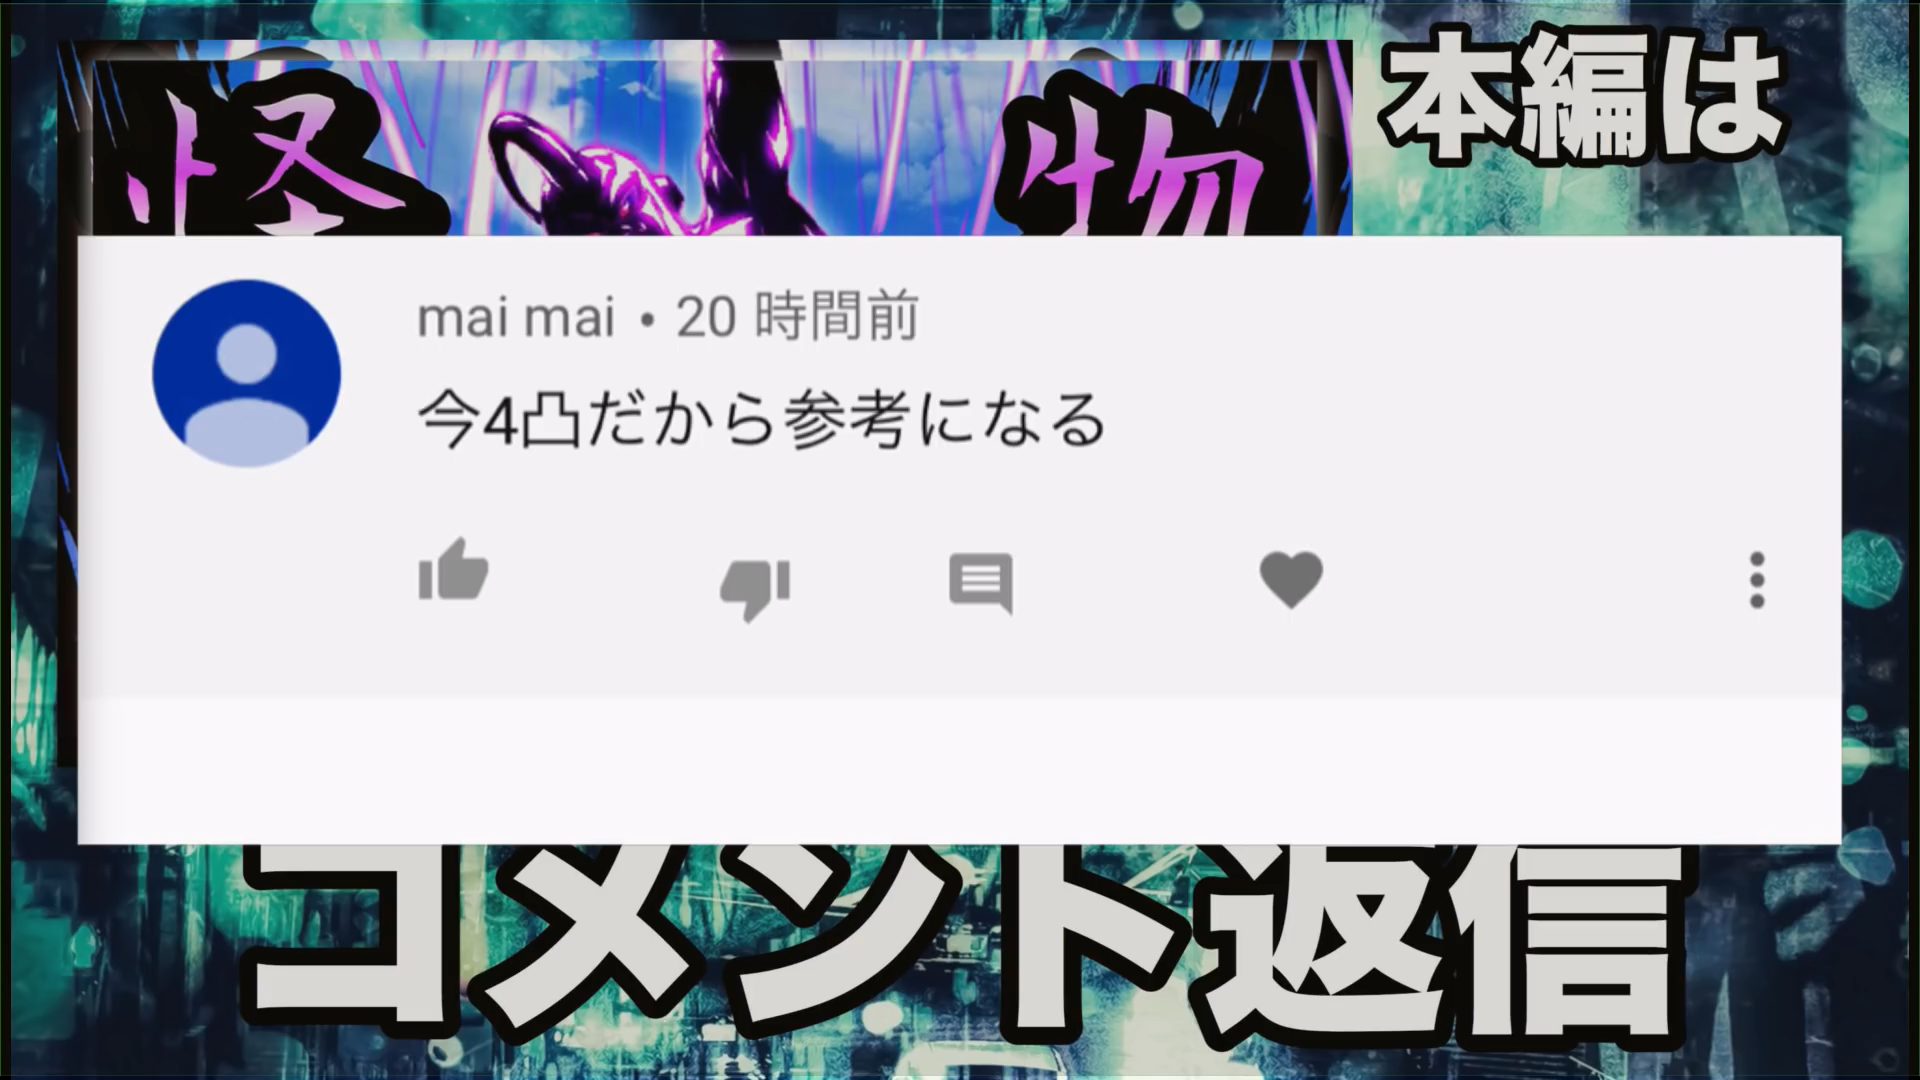 本編は
怪物
mai mai • 20 時間前
今4凸だから参考になる
コメント返信